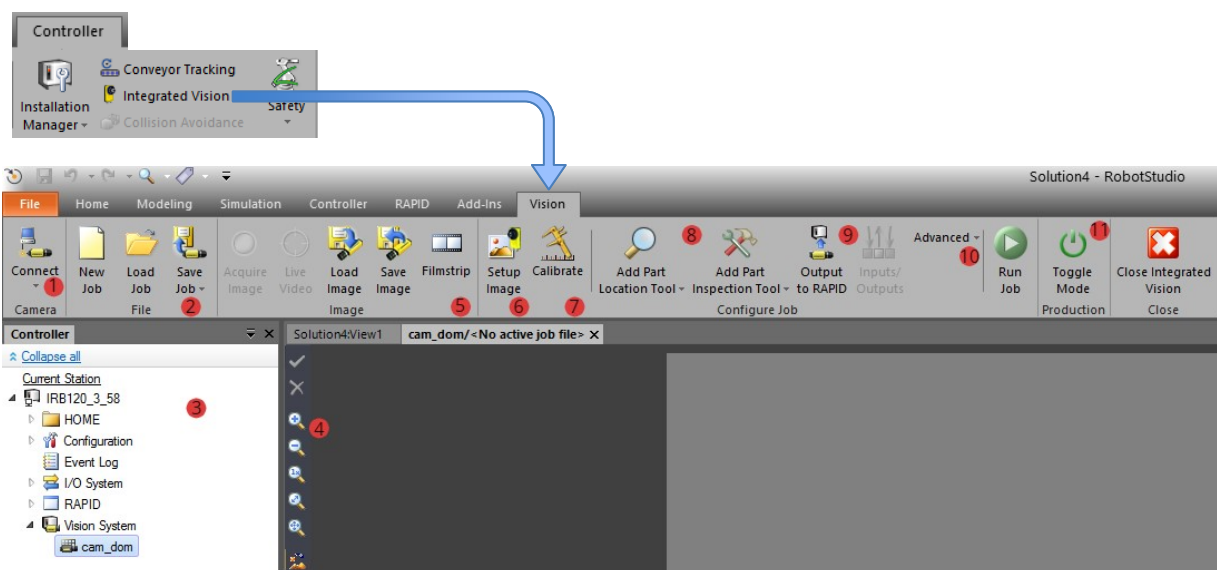 Controller
Conveyor Tracking
Integrated Vision
Installation Manager
Safety
Collision Avoidance
Solution4 - RobotStudio
File Home Modeling Simulation Controller RAPID Add-Ins Vision
8 9 11
Advanced
10
Connect New Load Save Acquire Live Load Save Filmstrip Setup Calibrate Add Part Add Part Output Inputs/ Run Toggle Close Integrated
1 Job Job Job Image Video Image Image Image Location Tool Inspection Tool to RAPID Outputs Job Mode Vision
2 5 6 7
Camera File Image Configure Job Production Close
Controller Solution4:View1 cam_dom/<No active job file>
Collapse all
Current Station
IRB120_3_58
3
HOME
4
Configuration
Event Log
I/O System
RAPID
Vision System
cam_dom